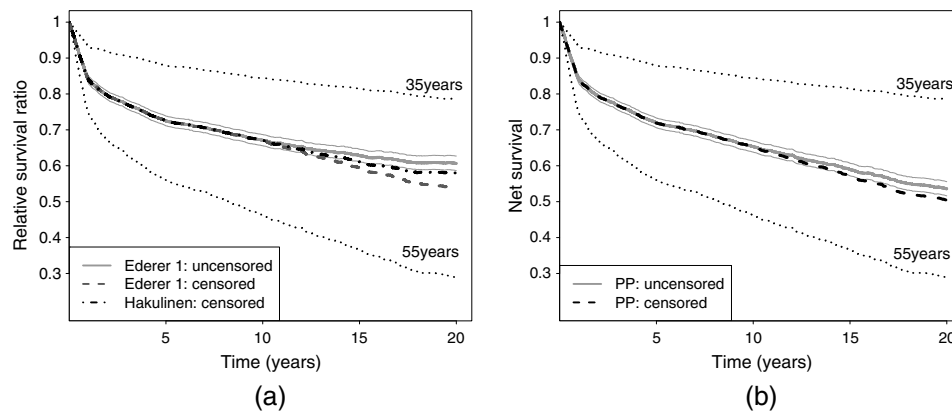 1
0.9
0.8
0.7
0.6
0.5
0.4
0.3
Relative survival ratio
35years
55years
Ederer 1: uncensored
Ederer 1: censored
Hakulinen: censored
5 10 15 20
Time (years)
(a)
1
0.9
0.8
0.7
0.6
0.5
0.4
0.3
Net survival
35years
55years
PP: uncensored
PP: censored
5 10 15 20
Time (years)
(b)